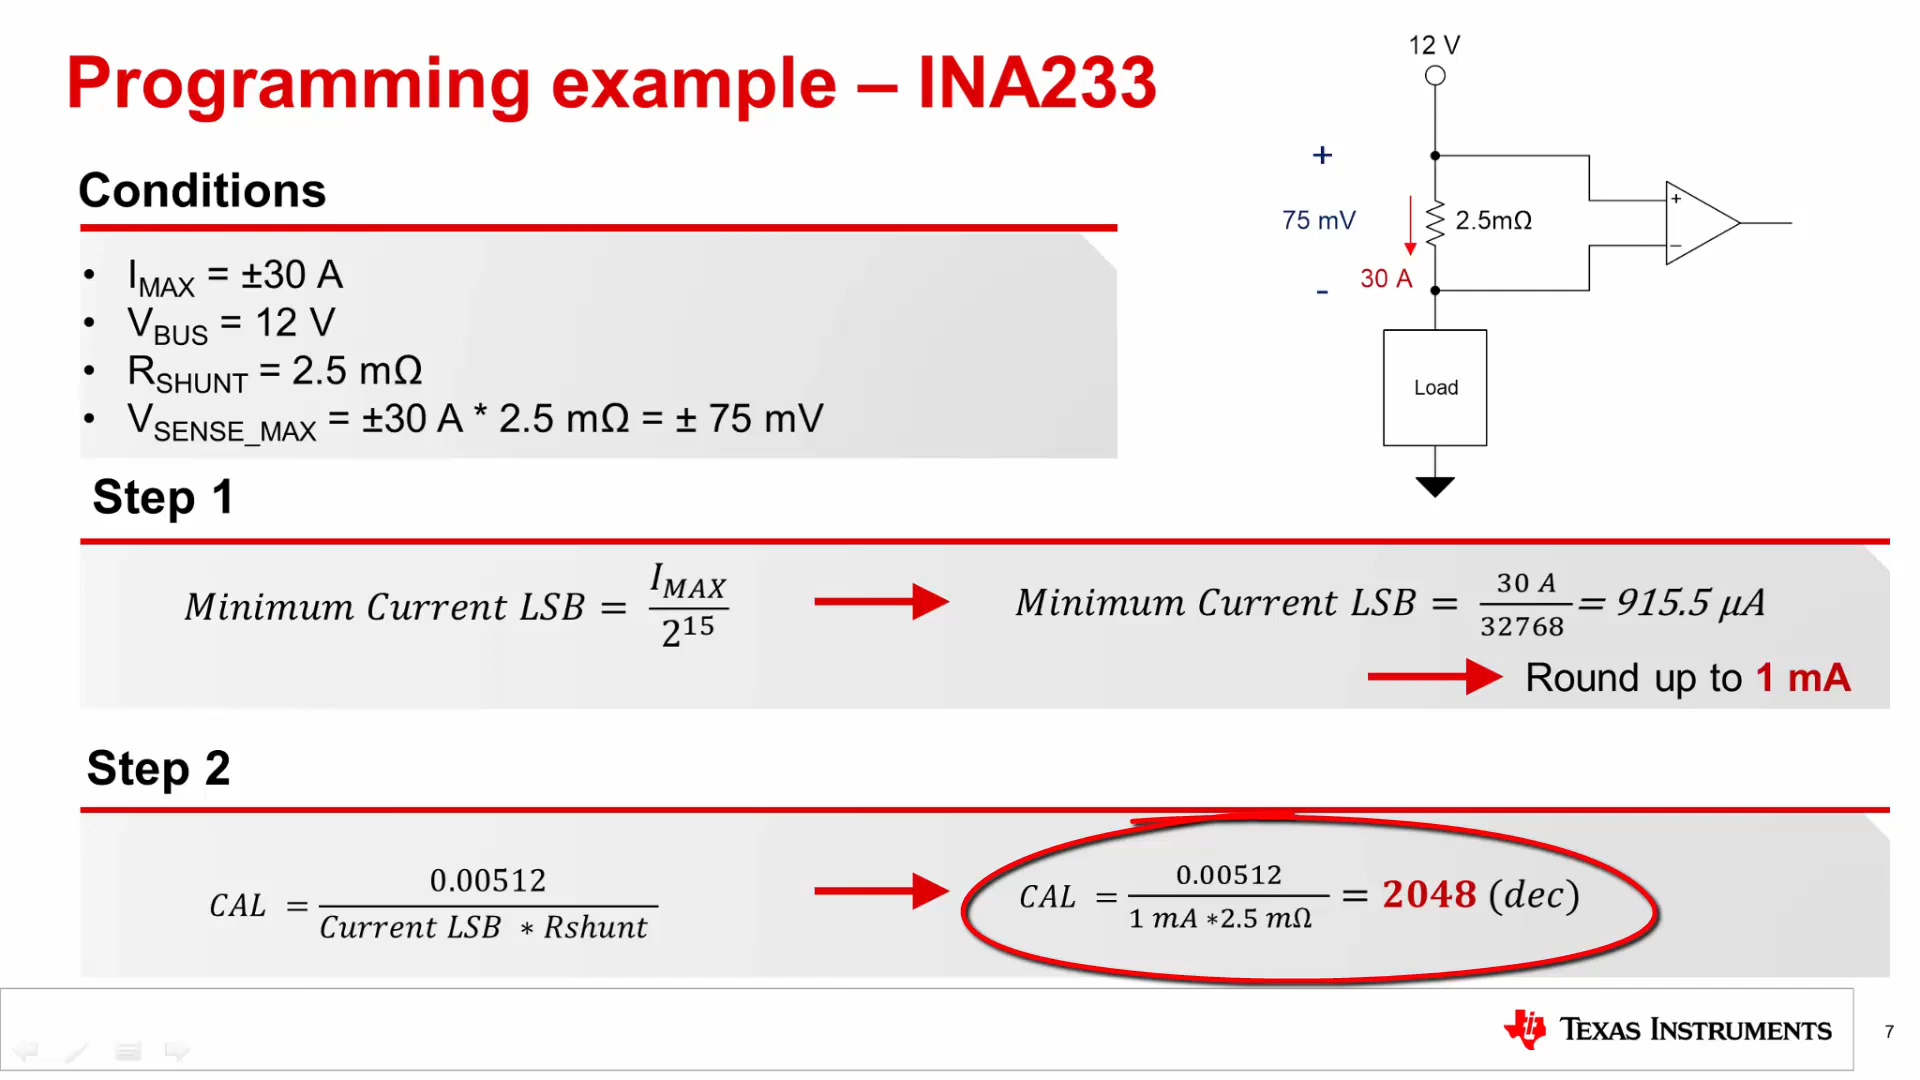 Programming example – INA233
12 V
+
75 mV
2.5mΩ
30 A
-
+
–
Load
Conditions
• I_MAX = ±30 A
• V_BUS = 12 V
• R_SHUNT = 2.5 mΩ
• V_SENSE_MAX = ±30 A * 2.5 mΩ = ± 75 mV
Step 1
Minimum Current LSB = I_MAX / 2^15
Minimum Current LSB = 30 A / 32768 = 915.5 μA
Round up to 1 mA
Step 2
CAL = 0.00512 / Current LSB * Rshunt
CAL = 0.00512 / 1 mA *2.5 mΩ = 2048 (dec)
TEXAS INSTRUMENTS
7